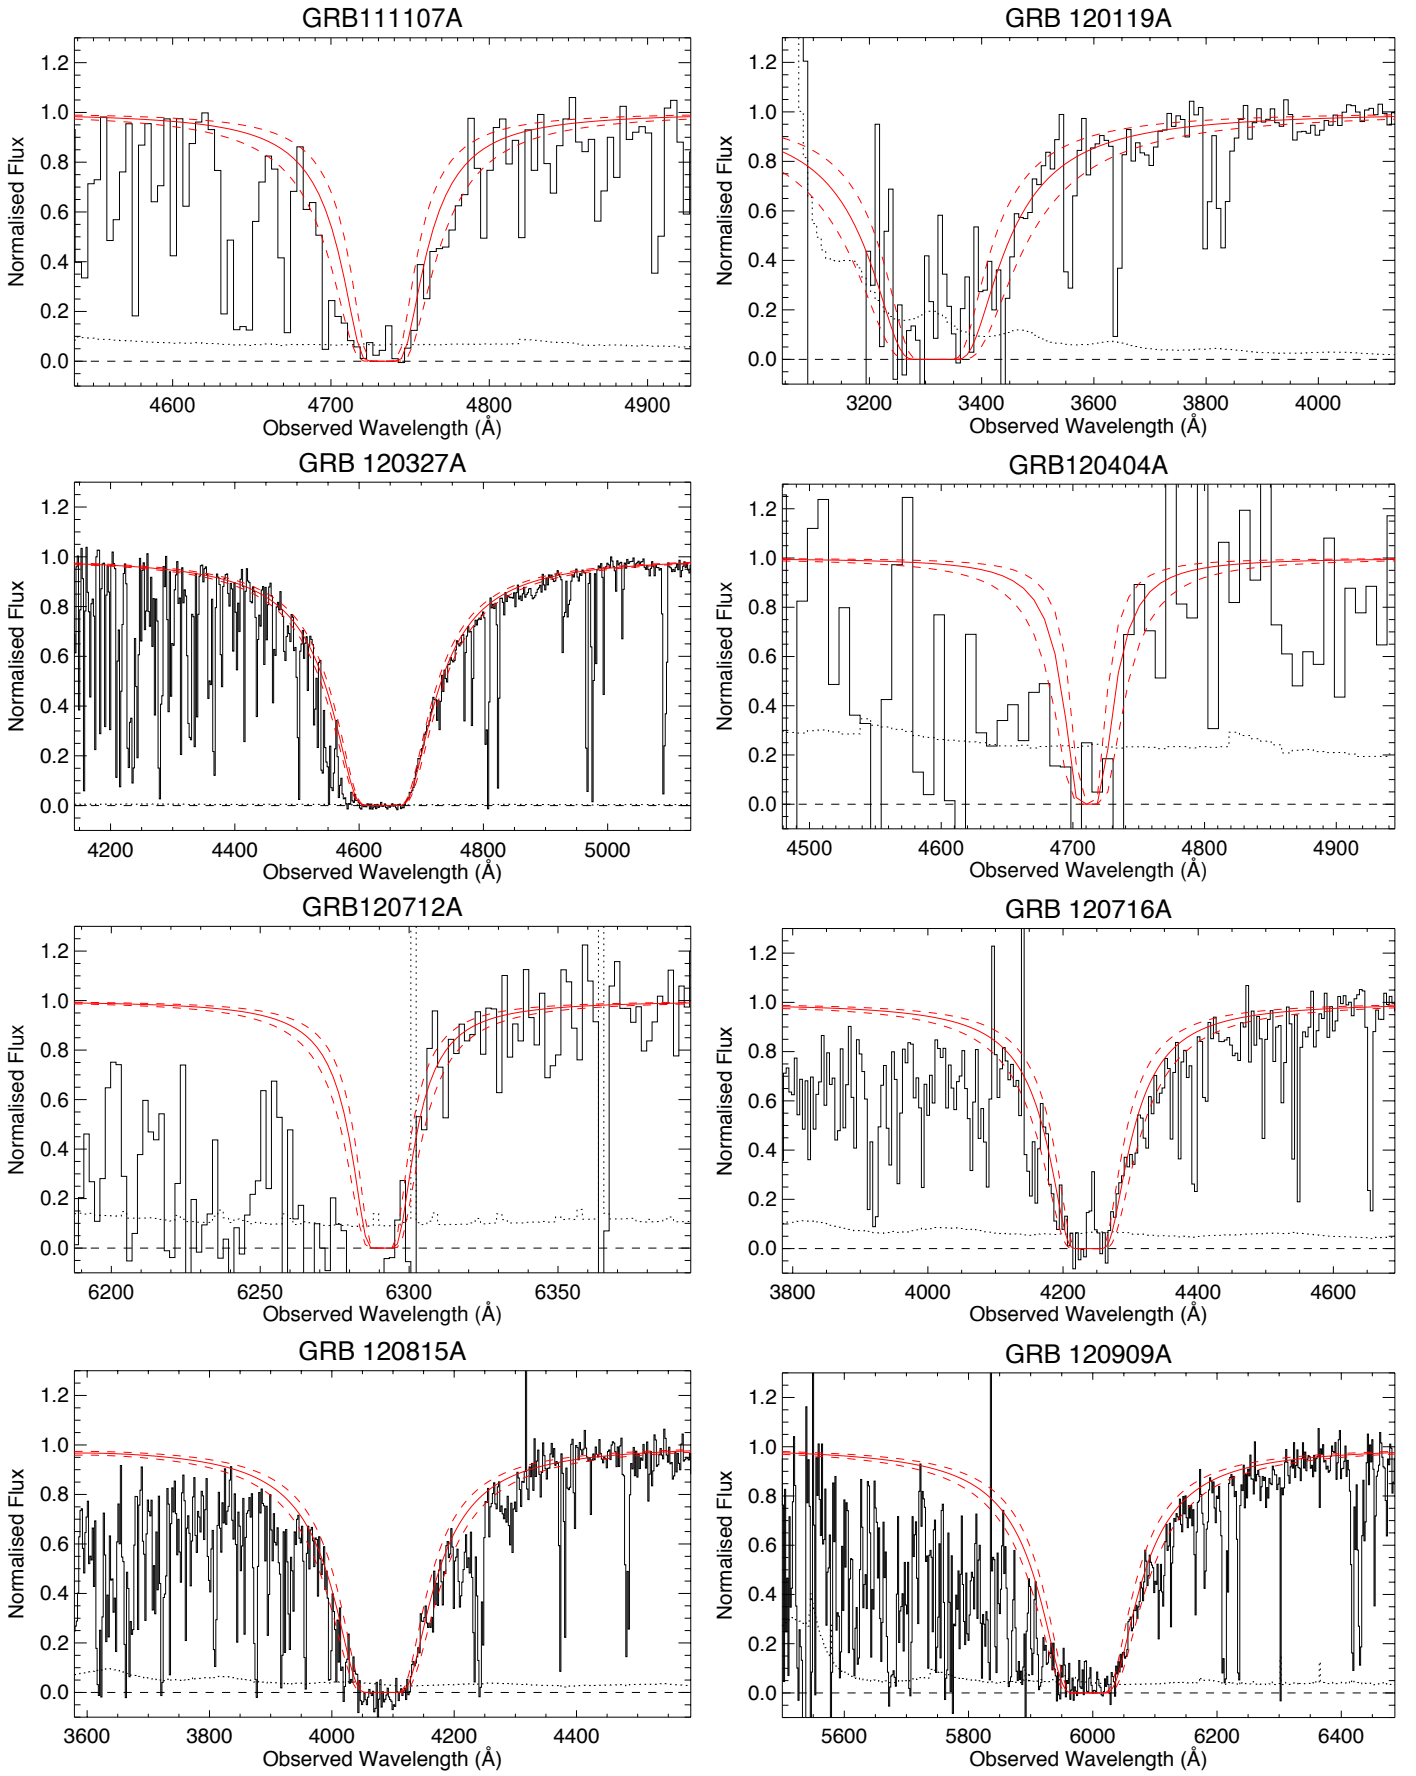 GRB111107A
1.2
1.0
0.8
0.6
0.4
0.2
0.0
Normalised Flux
4600 4700 4800 4900
Observed Wavelength (Å)
GRB 120119A
1.2
1.0
0.8
0.6
0.4
0.2
0.0
Normalised Flux
3200 3400 3600 3800 4000
Observed Wavelength (Å)
GRB 120327A
1.2
1.0
0.8
0.6
0.4
0.2
0.0
Normalised Flux
4200 4400 4600 4800 5000
Observed Wavelength (Å)
GRB120404A
1.2
1.0
0.8
0.6
0.4
0.2
0.0
Normalised Flux
4500 4600 4700 4800 4900
Observed Wavelength (Å)
GRB120712A
1.2
1.0
0.8
0.6
0.4
0.2
0.0
Normalised Flux
6200 6250 6300 6350
Observed Wavelength (Å)
GRB 120716A
1.2
1.0
0.8
0.6
0.4
0.2
0.0
Normalised Flux
3800 4000 4200 4400 4600
Observed Wavelength (Å)
GRB 120815A
1.2
1.0
0.8
0.6
0.4
0.2
0.0
Normalised Flux
3600 3800 4000 4200 4400
Observed Wavelength (Å)
GRB 120909A
1.2
1.0
0.8
0.6
0.4
0.2
0.0
Normalised Flux
5600 5800 6000 6200 6400
Observed Wavelength (Å)